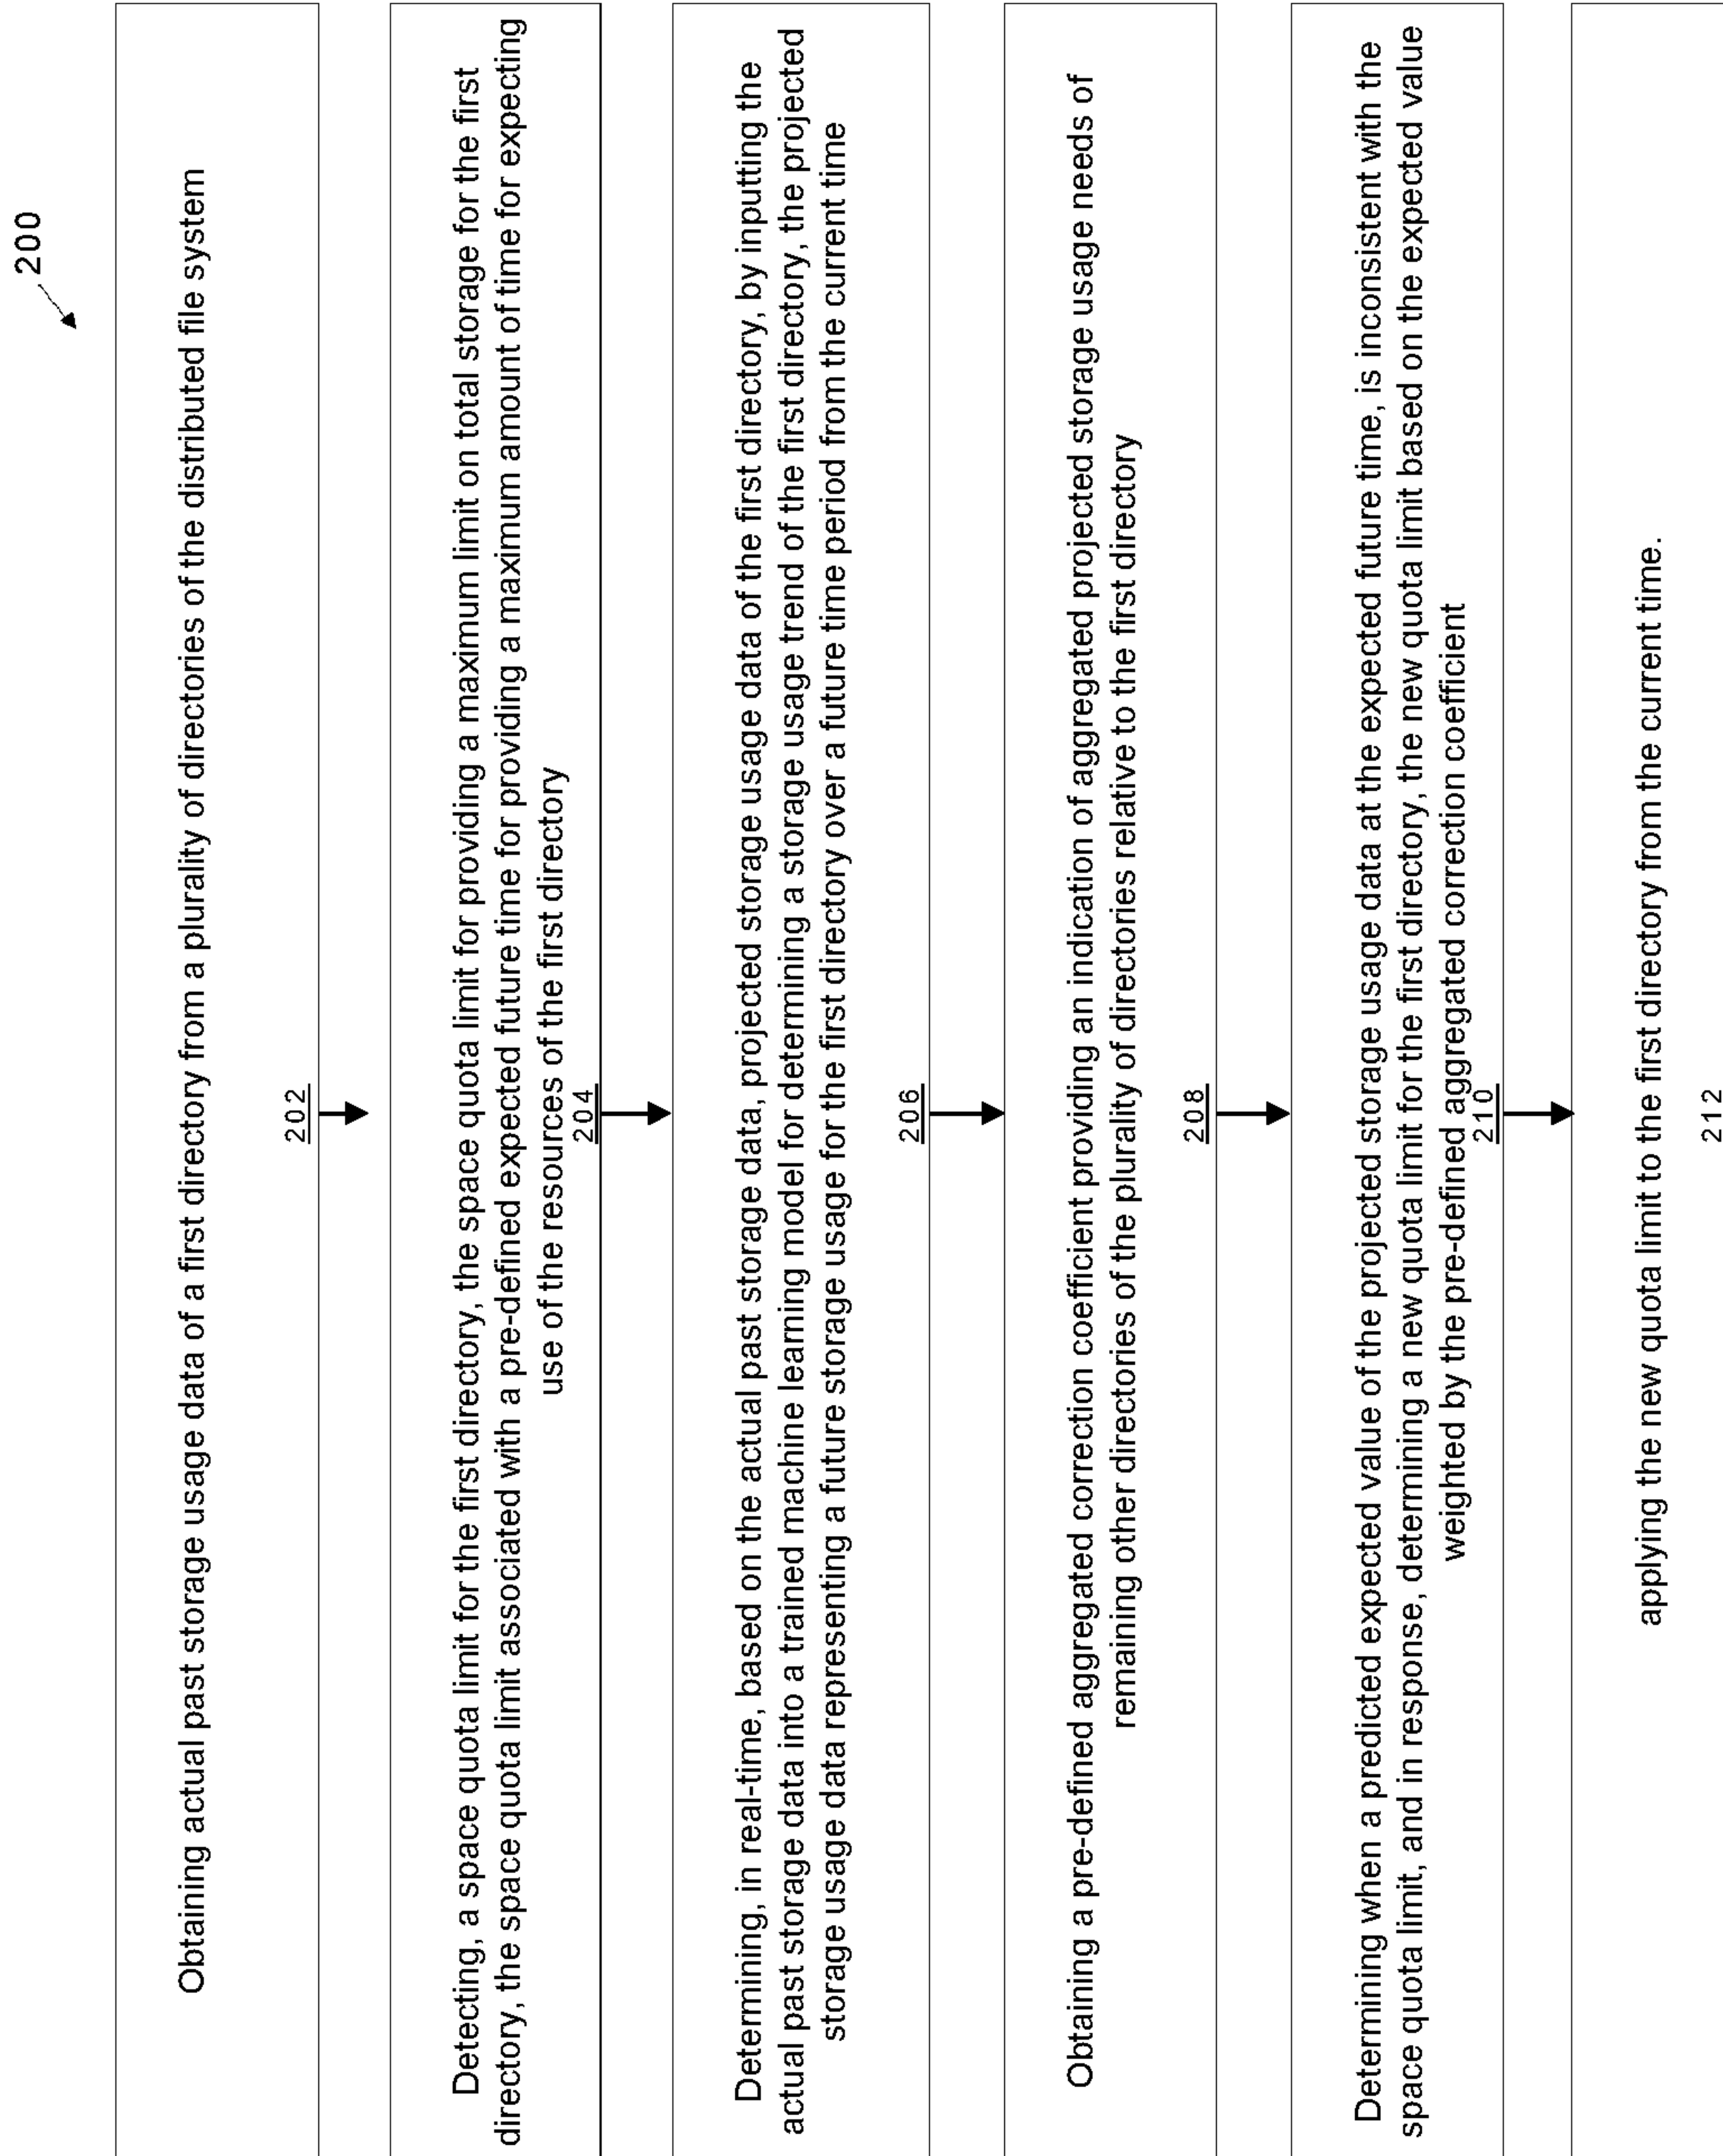 200
Obtaining actual past storage usage data of a first directory from a plurality of directories of the distributed file system
202
Detecting, a space quota limit for the first directory, the space quota limit for providing a maximum limit on total storage for the first
directory, the space quota limit associated with a pre-defined expected future time for providing a maximum amount of time for expecting
use of the resources of the first directory
204
Determining, in real-time, based on the actual past storage data, projected storage usage data of the first directory, by inputting the
actual past storage data into a trained machine learning model for determining a storage usage trend of the first directory, the projected
storage usage data representing a future storage usage for the first directory over a future time period from the current time
206
Obtaining a pre-defined aggregated correction coefficient providing an indication of aggregated projected storage usage needs of
remaining other directories of the plurality of directories relative to the first directory
208
Determining when a predicted expected value of the projected storage usage data at the expected future time, is inconsistent with the
space quota limit, and in response, determining a new quota limit for the first directory, the new quota limit based on the expected value
weighted by the pre-defined aggregated correction coefficient
210
applying the new quota limit to the first directory from the current time.
212